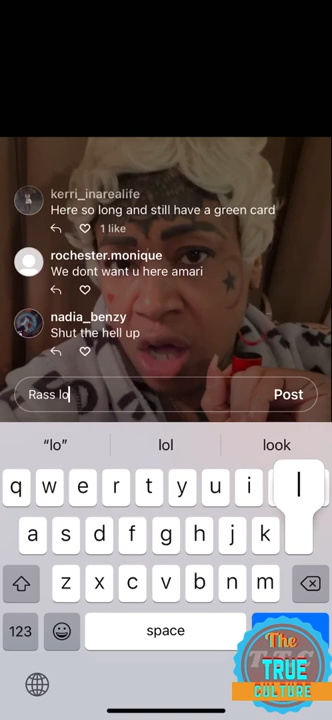 kerri_inarealife
Here so long and still have a green card
1 like
rochester.monique
We dont want u here amari
nadia_benzy
Shut the hell up
Rass lo
Post
“lo”
lol
look
q w e r t y u i l
a s d f g h j k
z x c v b n m
123
space
The
TRUE
CULTURE